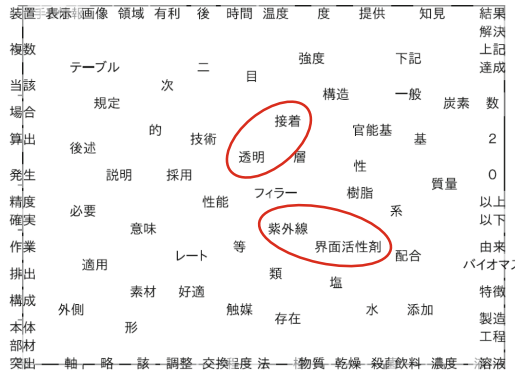 装置 表示 画像 領域 有利 後 時間 温度 度 提供 知見 結果
解決
複数 上記
強度 下記
テーブル 二 達成
目
当該 次
構造 一般
規定 炭素 数
場合
接着
的 官能基
算出 技術 基 2
後述
透明 層
性
発生 説明 採用 0
質量
フィラー 樹脂
精度 性能 以上
必要 系
確実 以下
意味 紫外線
作業 等 界面活性剤 由来
レート 配合
適用 バイオマス
排出 類
塩
素材 好適 特徴
構成
外側 触媒 水 添加
存在 製造
本体 形
工程
部材
突出 軸 略 該 調整 交換 度 法 物質 乾燥 殺菌 飲料 濃度 溶液